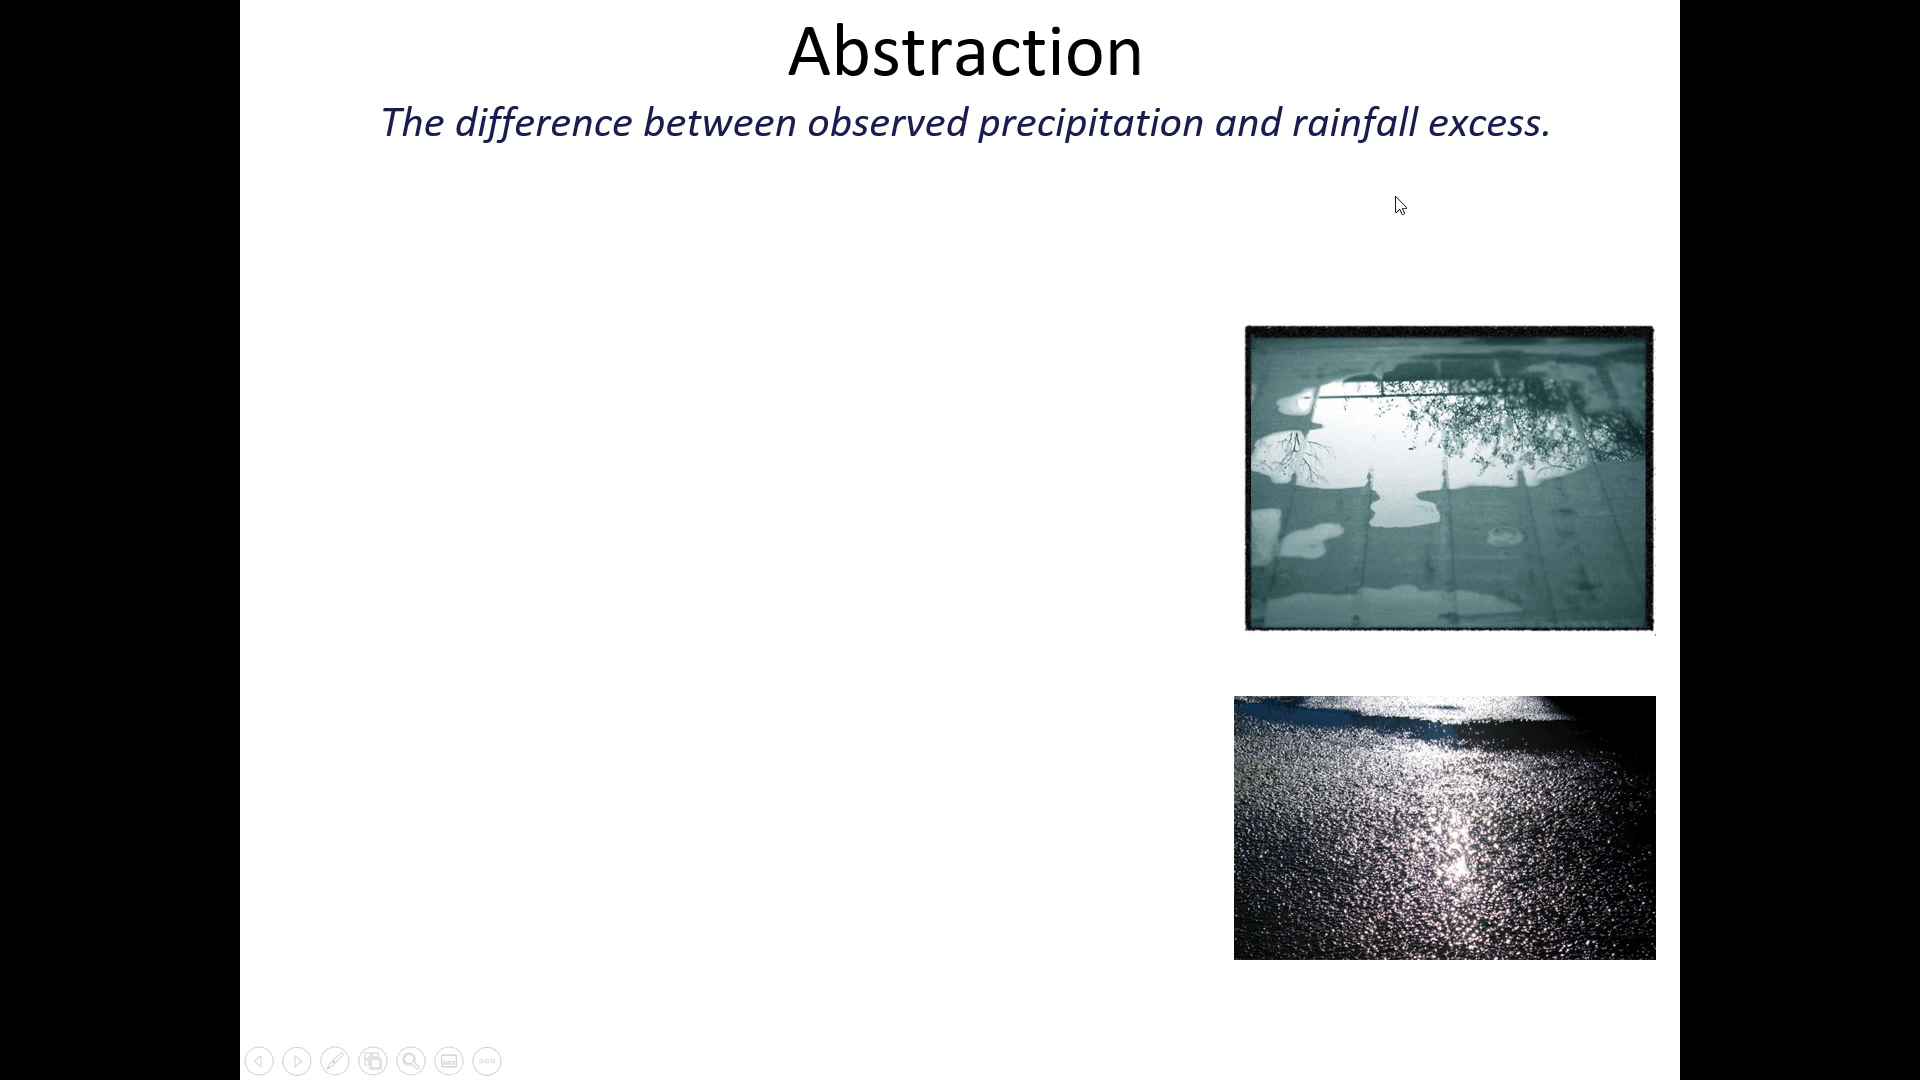 Abstraction
The difference between observed precipitation and rainfall excess.